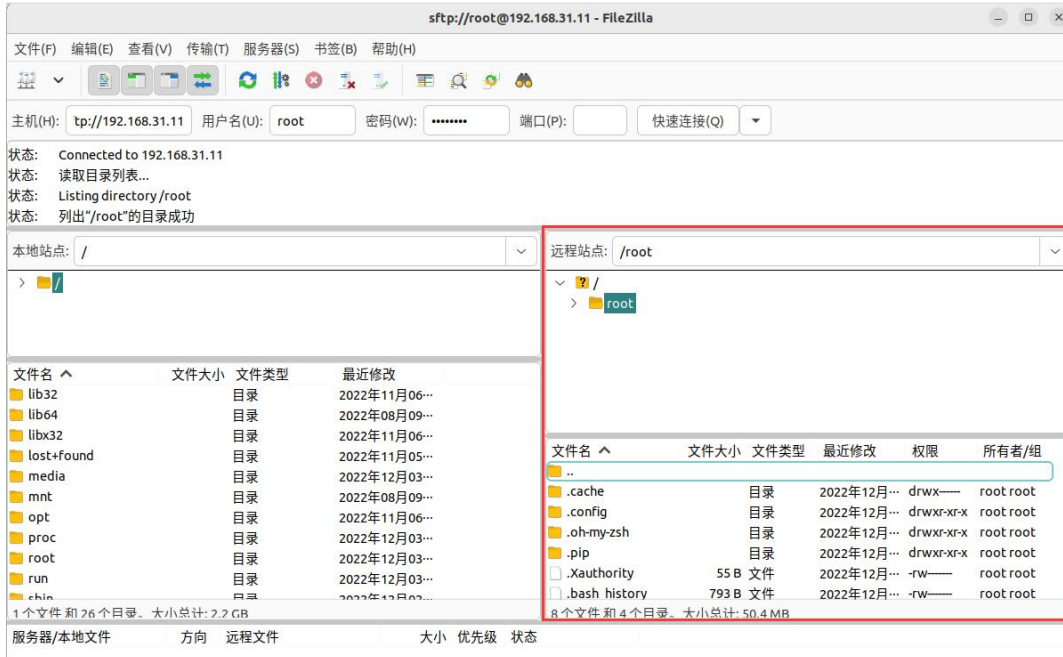 sftp://root@192.168.31.11 - FileZilla
文件(F) 编辑(E) 查看(V) 传输(T) 服务器(S) 书签(B) 帮助(H)
主机(H): tp://192.168.31.11 用户名(U): root 密码(W): •••••••• 端口(P): 快速连接(Q)
状态: Connected to 192.168.31.11
状态: 读取目录列表...
状态: Listing directory /root
状态: 列出“/root”的目录成功
本地站点: /
/
文件名 文件大小 文件类型 最近修改
lib32 目录 2022年11月06…
lib64 目录 2022年08月09…
libx32 目录 2022年11月06…
lost+found 目录 2022年11月05…
media 目录 2022年12月03…
mnt 目录 2022年08月09…
opt 目录 2022年11月06…
proc 目录 2022年12月03…
root 目录 2022年12月03…
run 目录 2022年12月03…
sbin 目录 2022年12月02…
1个文件 和 26 个目录。大小总计: 2.2 GB
远程站点: /root
/
root
文件名 文件大小 文件类型 最近修改 权限 所有者/组
..
.cache 目录 2022年12月… drwx------ root root
.config 目录 2022年12月… drwxr-xr-x root root
.oh-my-zsh 目录 2022年12月… drwxr-xr-x root root
.pip 目录 2022年12月… drwxr-xr-x root root
.Xauthority 55 B 文件 2022年12月… -rw------- root root
.bash_history 793 B 文件 2022年12月… -rw------- root root
8 个文件 和 4 个目录。大小总计: 50.4 MB
服务器/本地文件 方向 远程文件 大小 优先级 状态